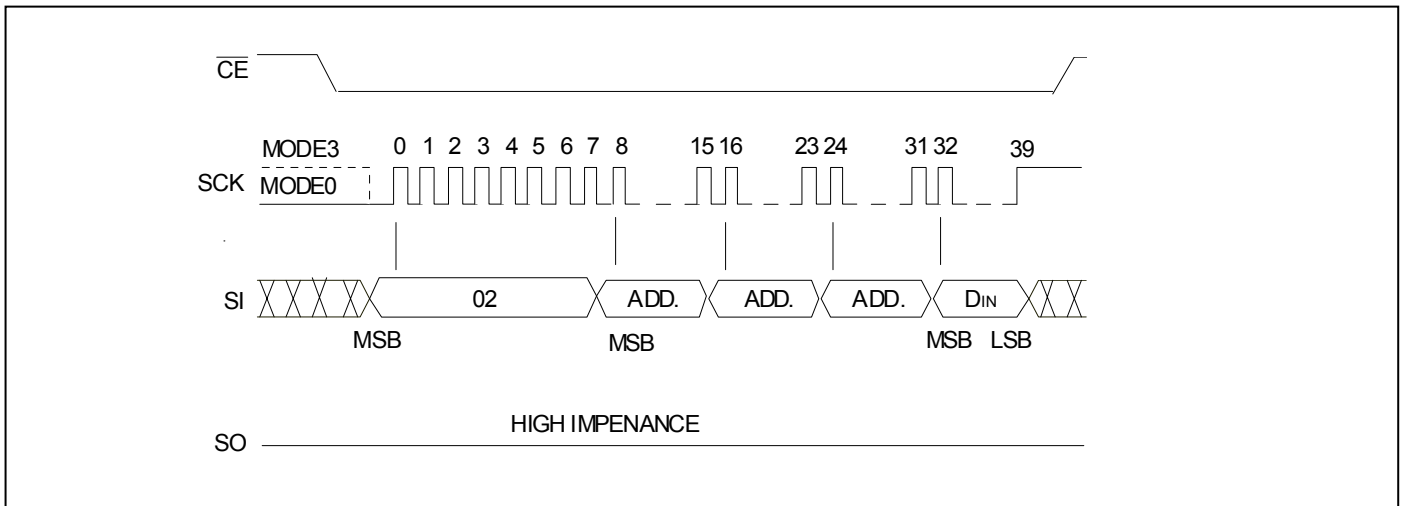 CE
MODE3 0 1 2 3 4 5 6 7 8 15 16 23 24 31 32 39
SCK MODE0
SI 02 ADD. ADD. ADD. DIN
MSB MSB MSB LSB
HIGH IMPENANCE
SO